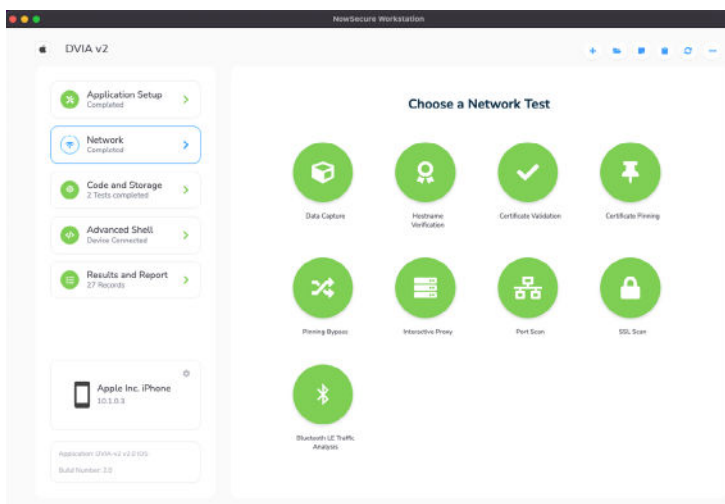 NowSecure Workstation
DVIA v2
Application Setup
Completed
Network
Completed
Code and Storage
2 Tests completed
Advanced Shell
Device Connected
Results and Report
27 Records
Apple Inc. iPhone
10.1.0.3
Application: DVIA-v2 v2.0 IOS
Build Number: 2.0
Choose a Network Test
Data Capture
Hostname
Verification
Certificate Validation
Certificate Pinning
Pinning Bypass
Interactive Proxy
Port Scan
SSL Scan
Bluetooth LE Traffic
Analysis